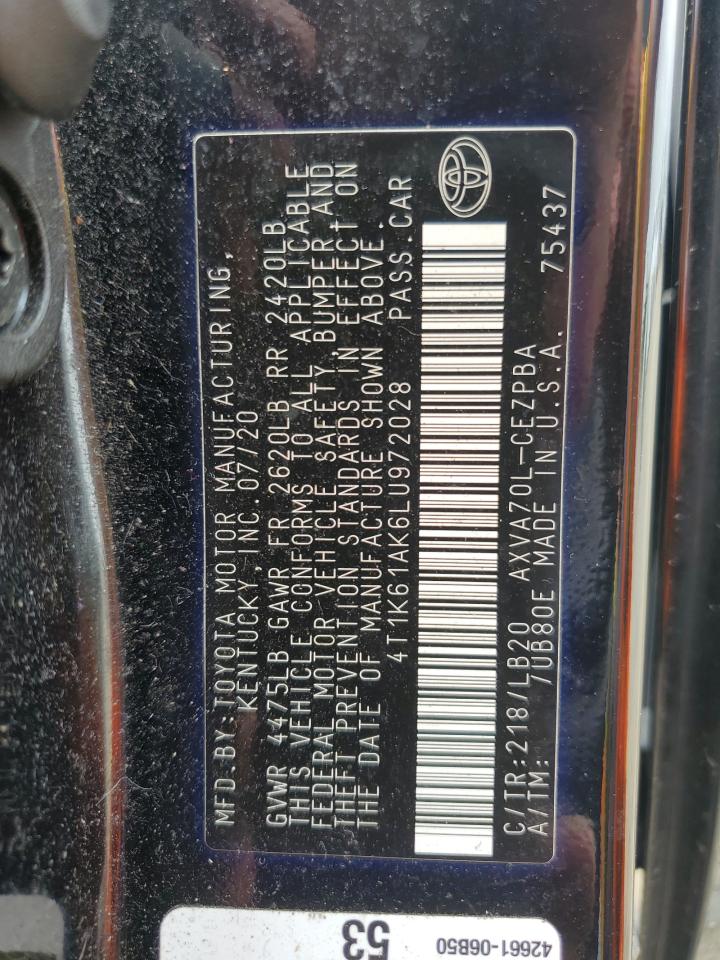 MFD.BY:TOYOTA MOTOR MANUFACTURING,
KENTUCKY, INC. 07/20
GVWR 4475LB GAWR FR 2620LB RR 2420LB
THIS VEHICLE CONFORMS TO ALL APPLICABLE
FEDERAL MOTOR VEHICLE SAFETY, BUMPER, AND
THEFT PREVENTION STANDARDS IN EFFECT ON
THE DATE OF MANUFACTURE SHOWN ABOVE.
4T1K61AK6LU972028 PASS.CAR
C/TR:218/LB20 AXVA70L-CEZPBA
A/TM: 7UB80E MADE IN U.S.A. 75437
53
42661-06B50